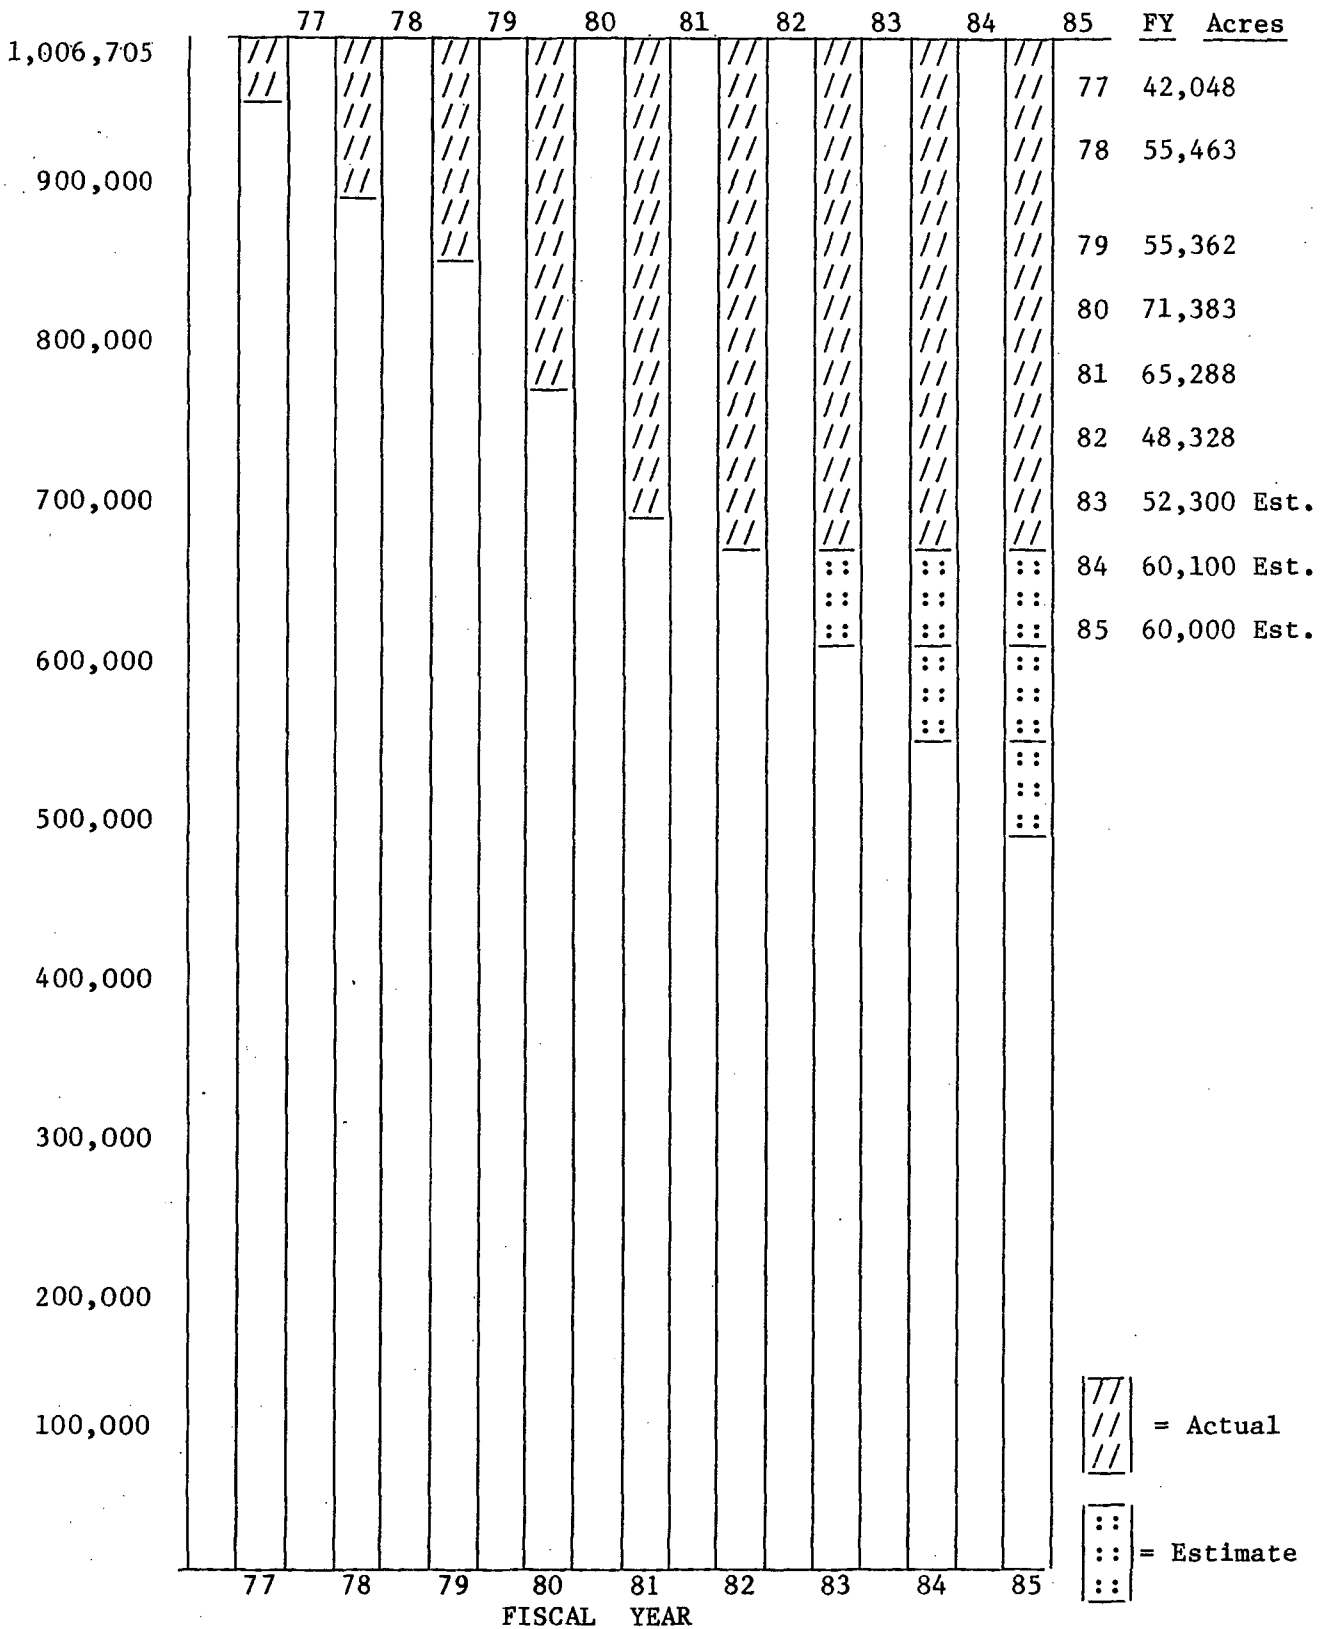 77 78 79 80 81 82 83 84 85 FY Acres
1,006,705
77 42,048
78 55,463
900,000
79 55,362
80 71,383
800,000
81 65,288
82 48,328
700,000
83 52,300 Est.
84 60,100 Est.
85 60,000 Est.
600,000
500,000
400,000
300,000
200,000
100,000
= Actual
= Estimate
77 78 79 80 81 82 83 84 85
FISCAL YEAR